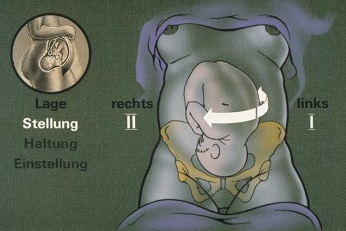 Lage
Stellung
Haltung
Einstellung
rechts
II
links
I